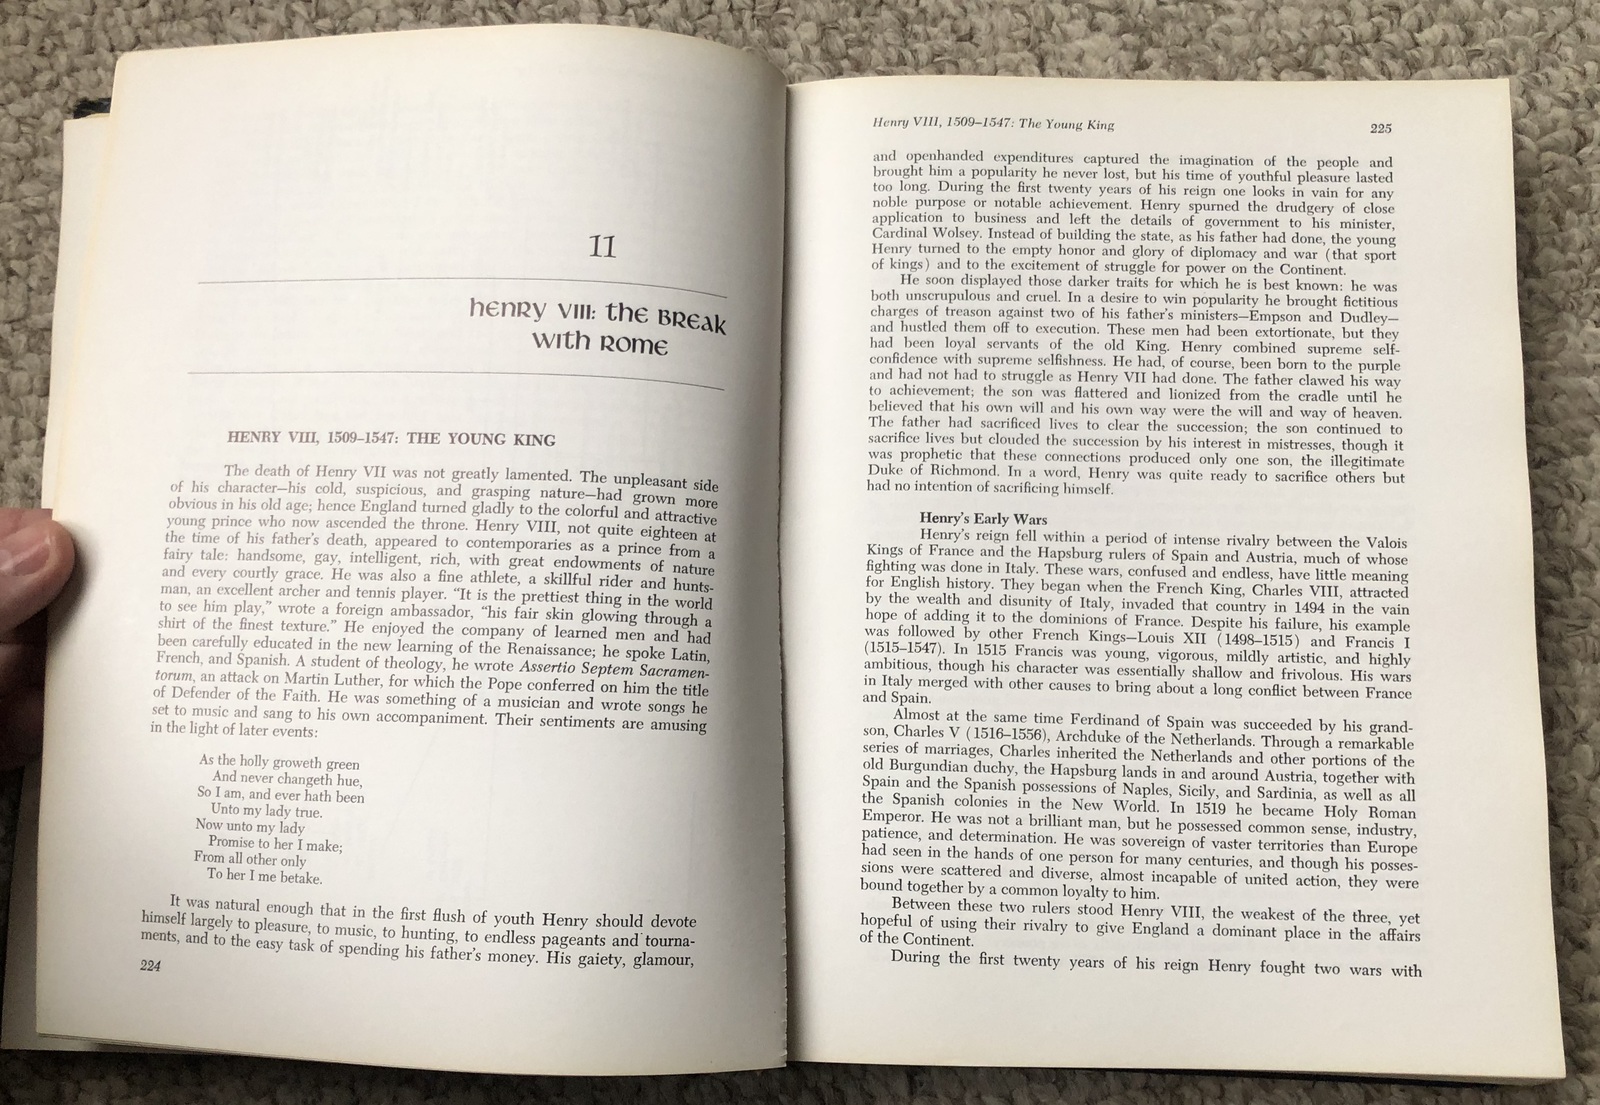 11
henry VIII: the Break
with Rome
HENRY VIII, 1509–1547: THE YOUNG KING
The death of Henry VII was not greatly lamented. The unpleasant side
of his character—his cold, suspicious, and grasping nature—had grown more
obvious in his old age; hence England turned gladly to the colorful and attractive
young prince who now ascended the throne. Henry VIII, not quite eighteen at
the time of his father's death, appeared to contemporaries as a prince from a
fairy tale: handsome, gay, intelligent, rich, with great endowments of nature
and every courtly grace. He was also a fine athlete, a skillful rider and hunts-
man, an excellent archer and tennis player. "It is the prettiest thing in the world
to see him play," wrote a foreign ambassador, "his fair skin glowing through a
shirt of the finest texture." He enjoyed the company of learned men and had
been carefully educated in the new learning of the Renaissance; he spoke Latin,
French, and Spanish. A student of theology, he wrote Assertio Septem Sacramen-
torum, an attack on Martin Luther, for which the Pope conferred on him the title
of Defender of the Faith. He was something of a musician and wrote songs he
set to music and sang to his own accompaniment. Their sentiments are amusing
in the light of later events:
As the holly groweth green
And never changeth hue,
So I am, and ever hath been
Unto my lady true.
Now unto my lady
Promise to her I make;
From all other only
To her I me betake.
It was natural enough that in the first flush of youth Henry should devote
himself largely to pleasure, to music, to hunting, to endless pageants and tourna-
ments, and to the easy task of spending his father's money. His gaiety, glamour,
224
Henry VIII, 1509–1547: The Young King 225
and openhanded expenditures captured the imagination of the people and
brought him a popularity he never lost, but his time of youthful pleasure lasted
too long. During the first twenty years of his reign one looks in vain for any
noble purpose or notable achievement. Henry spurned the drudgery of close
application to business and left the details of government to his minister,
Cardinal Wolsey. Instead of building the state, as his father had done, the young
Henry turned to the empty honor and glory of diplomacy and war (that sport
of kings) and to the excitement of struggle for power on the Continent.
He soon displayed those darker traits for which he is best known: he was
both unscrupulous and cruel. In a desire to win popularity he brought fictitious
charges of treason against two of his father's ministers—Empson and Dudley—
and hustled them off to execution. These men had been extortionate, but they
had been loyal servants of the old King. Henry combined supreme self-
confidence with supreme selfishness. He had, of course, been born to the purple
and had not had to struggle as Henry VII had done. The father clawed his way
to achievement; the son was flattered and lionized from the cradle until he
believed that his own will and his own way were the will and way of heaven.
The father had sacrificed lives to clear the succession; the son continued to
sacrifice lives but clouded the succession by his interest in mistresses, though it
was prophetic that these connections produced only one son, the illegitimate
Duke of Richmond. In a word, Henry was quite ready to sacrifice others but
had no intention of sacrificing himself.
Henry's Early Wars
Henry's reign fell within a period of intense rivalry between the Valois
Kings of France and the Hapsburg rulers of Spain and Austria, much of whose
fighting was done in Italy. These wars, confused and endless, have little meaning
for English history. They began when the French King, Charles VIII, attracted
by the wealth and disunity of Italy, invaded that country in 1494 in the vain
hope of adding it to the dominions of France. Despite his failure, his example
was followed by other French Kings—Louis XII (1498–1515) and Francis I
(1515–1547). In 1515 Francis was young, vigorous, mildly artistic, and highly
ambitious, though his character was essentially shallow and frivolous. His wars
in Italy merged with other causes to bring about a long conflict between France
and Spain.
Almost at the same time Ferdinand of Spain was succeeded by his grand-
son, Charles V (1516–1556), Archduke of the Netherlands. Through a remarkable
series of marriages, Charles inherited the Netherlands and other portions of the
old Burgundian duchy, the Hapsburg lands in and around Austria, together with
Spain and the Spanish possessions of Naples, Sicily, and Sardinia, as well as all
the Spanish colonies in the New World. In 1519 he became Holy Roman
Emperor. He was not a brilliant man, but he possessed common sense, industry,
patience, and determination. He was sovereign of vaster territories than Europe
had seen in the hands of one person for many centuries, and though his posses-
sions were scattered and diverse, almost incapable of united action, they were
bound together by a common loyalty to him.
Between these two rulers stood Henry VIII, the weakest of the three, yet
hopeful of using their rivalry to give England a dominant place in the affairs
of the Continent.
During the first twenty years of his reign Henry fought two wars with